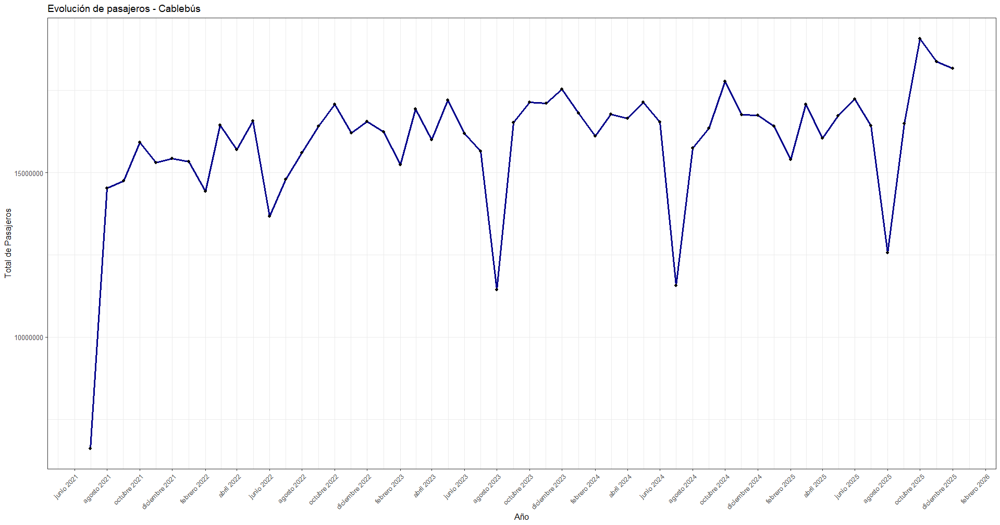 Evolución de pasajeros - Cablebús
Total de Pasajeros
15000000
10000000
junio 2021
agosto 2021
octubre 2021
diciembre 2021
febrero 2022
abril 2022
junio 2022
agosto 2022
octubre 2022
diciembre 2022
febrero 2023
abril 2023
junio 2023
agosto 2023
octubre 2023
diciembre 2023
febrero 2024
abril 2024
junio 2024
agosto 2024
octubre 2024
diciembre 2024
febrero 2025
abril 2025
junio 2025
agosto 2025
octubre 2025
diciembre 2025
febrero 2026
Año